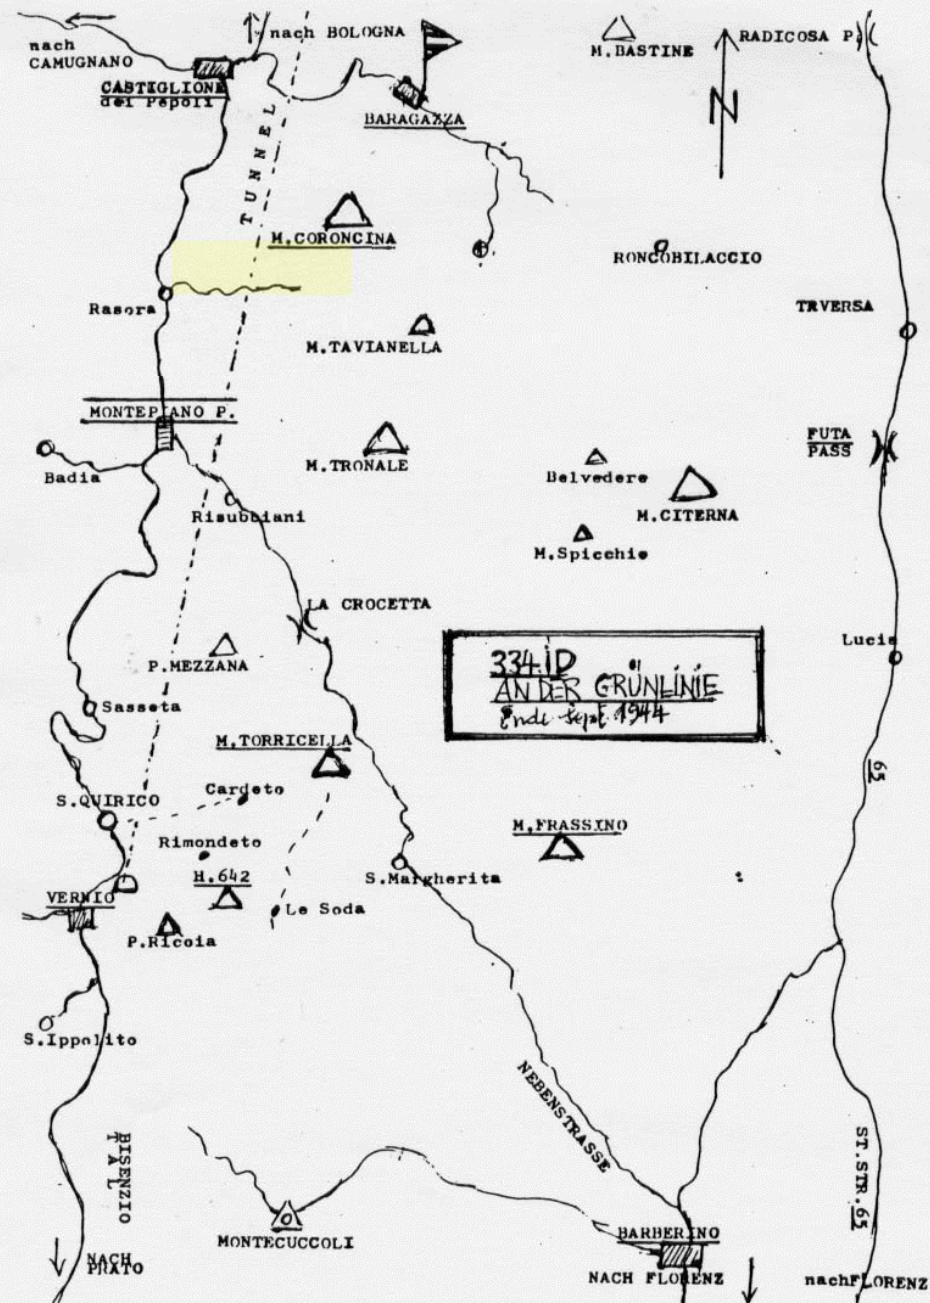 nach
CAMUGNANO
nach BOLOGNA
M.BASTINE
RADICOSA P.
N
CASTIGLIONE
dei Pepoli
BARAGAZZA
TUNNEL
M.CORONCINA
RONCOBILACCIO
Rasora
TRVERSA
M.TAVIANELLA
MONTEPIANO P.
FUTA
PASS
M.TRONALE
Badia
Belvedere
M.CITERNA
Risubbiani
M.Spicchie
LA CROCETTA
334.ID
AN DER GRÜNLINIE
Ende Sept. 1944
Lucia
P.MEZZANA
Sasseta
M.TORRICELLA
65
Cardeto
S.QUIRICO
M.FRASSINO
Rimondeto
H.642
S.Margherita
VERNIO
Le Soda
P.Ricoia
S.Ippolito
NEBENSTRASSE
BISENZIO
TAL
ST.STR.65
MONTECUCCOLI
BARBERINO
NACH
PRATO
NACH FLORENZ
nachFLORENZ